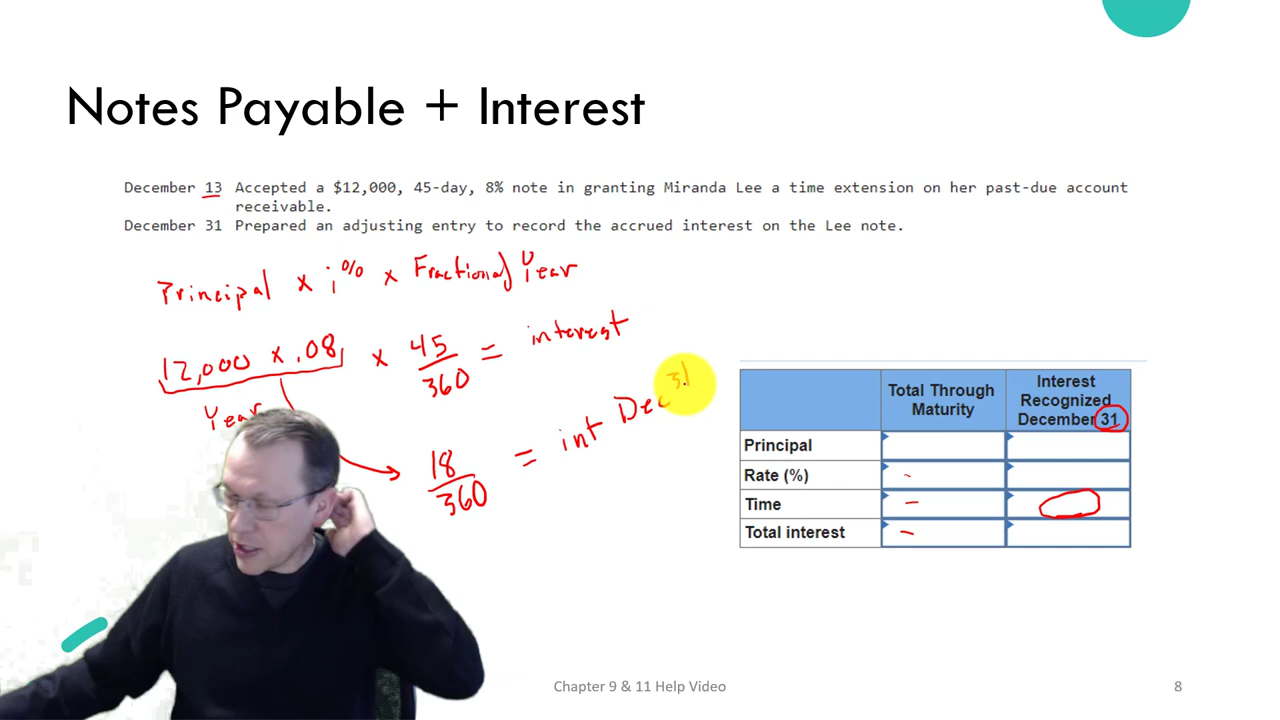 Notes Payable + Interest
December 13 Accepted a $12,000, 45-day, 8% note in granting Miranda Lee a time extension on her past-due account
receivable.
December 31 Prepared an adjusting entry to record the accrued interest on the Lee note.
Principal x i% x Fractional Year
12,000 x .08 x 45/360 = interest
Year
18/360 = int Dec 31
Total Through Maturity
Interest Recognized December 31
Principal
Rate (%)
Time
Total interest
Chapter 9 & 11 Help Video
8